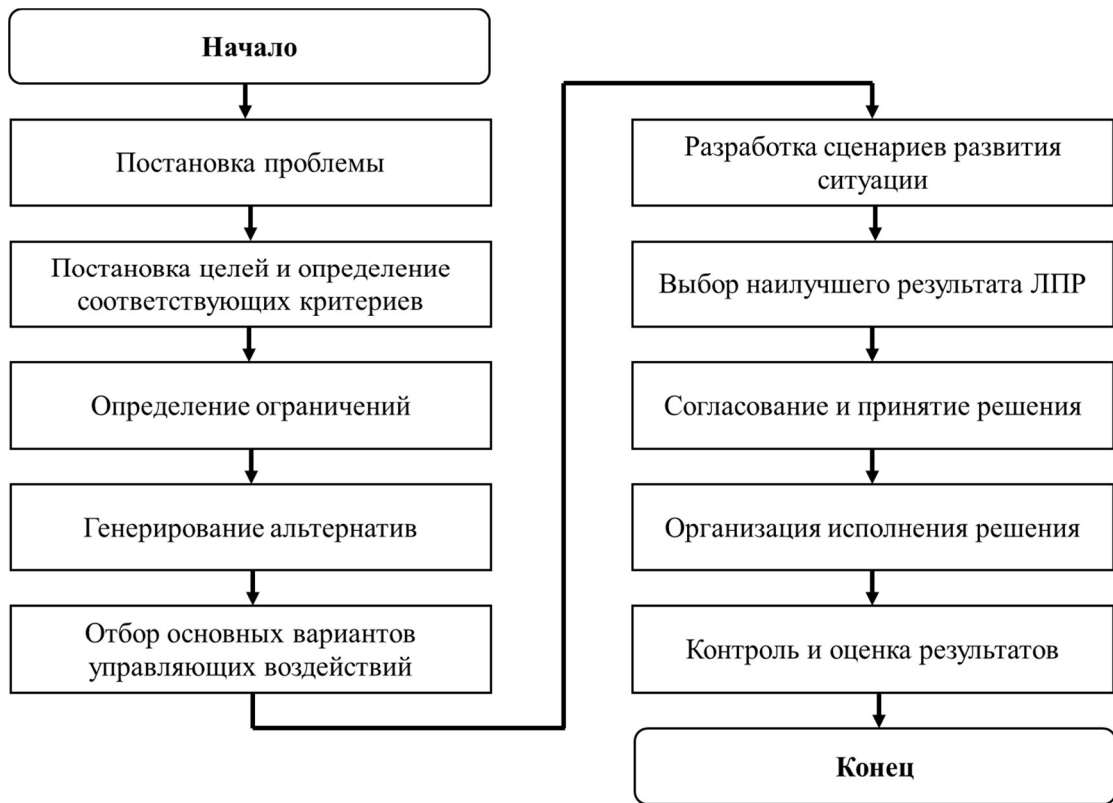 Начало
Постановка проблемы
Постановка целей и определение
соответствующих критериев
Определение ограничений
Генерирование альтернатив
Отбор основных вариантов
управляющих воздействий
Разработка сценариев развития
ситуации
Выбор наилучшего результата ЛПР
Согласование и принятие решения
Организация исполнения решения
Контроль и оценка результатов
Конец